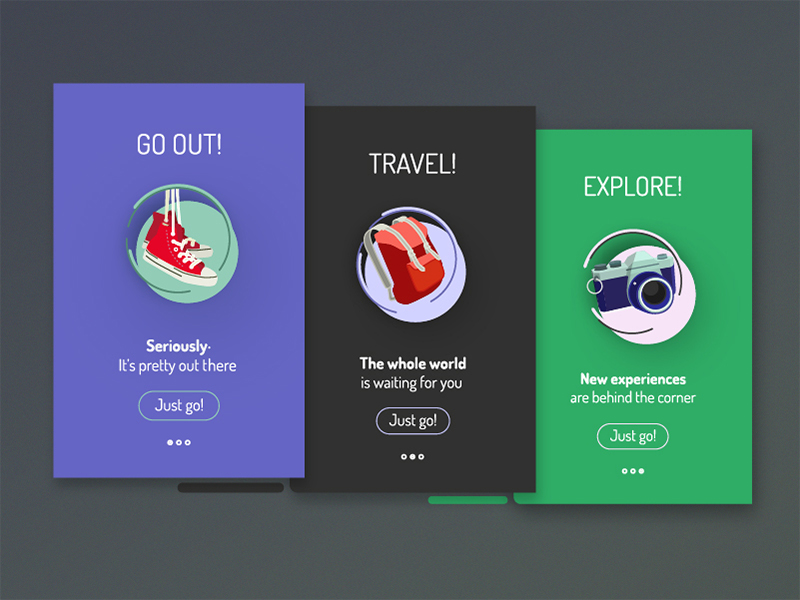 GO OUT!
Seriously·
It's pretty out there
Just go!
TRAVEL!
The whole world
is waiting for you
Just go!
EXPLORE!
New experiences
are behind the corner
Just go!